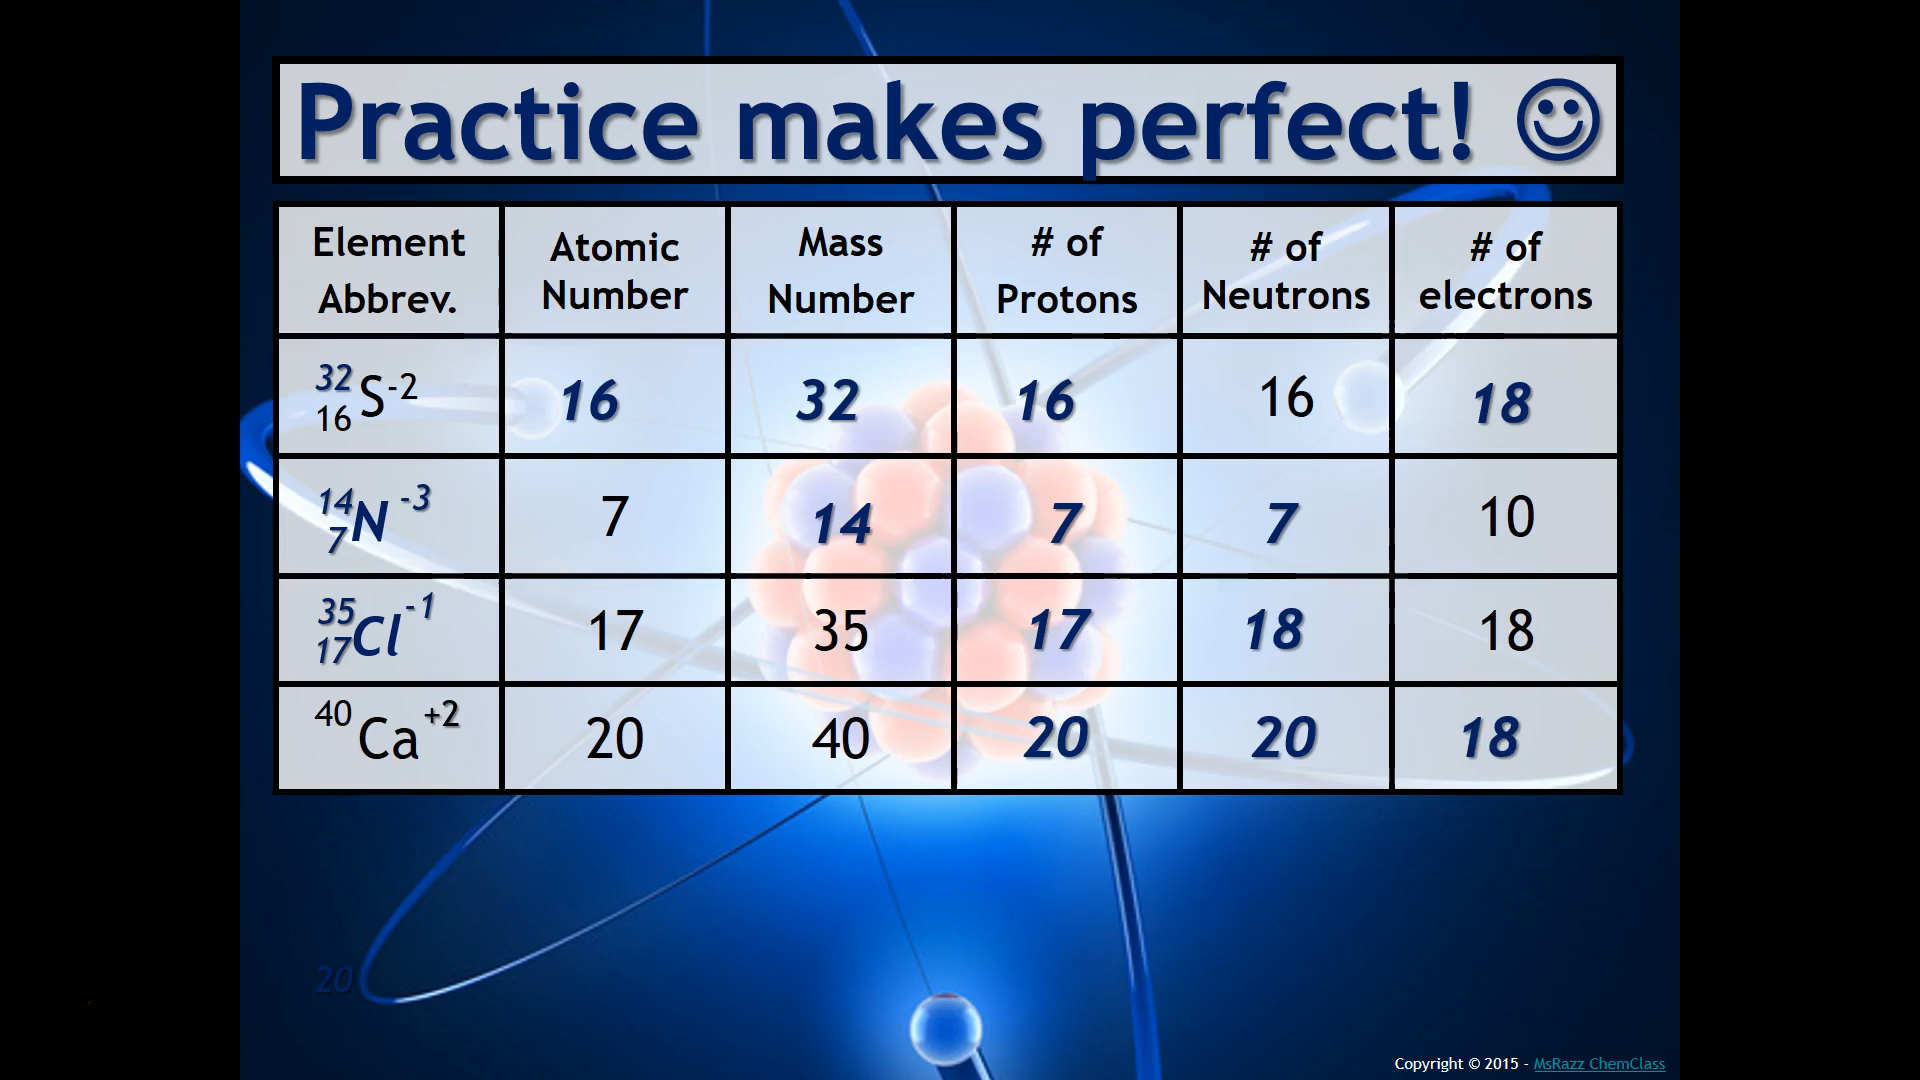 Practice makes perfect! ☺
Element Abbrev. Atomic Number Mass Number # of Protons # of Neutrons # of electrons
32 16 S -2 16 32 16 16 18
14 7 N -3 7 14 7 7 10
35 17 Cl -1 17 35 17 18 18
40 Ca +2 20 40 20 20 18
20
Copyright © 2015 - MsRazz ChemClass